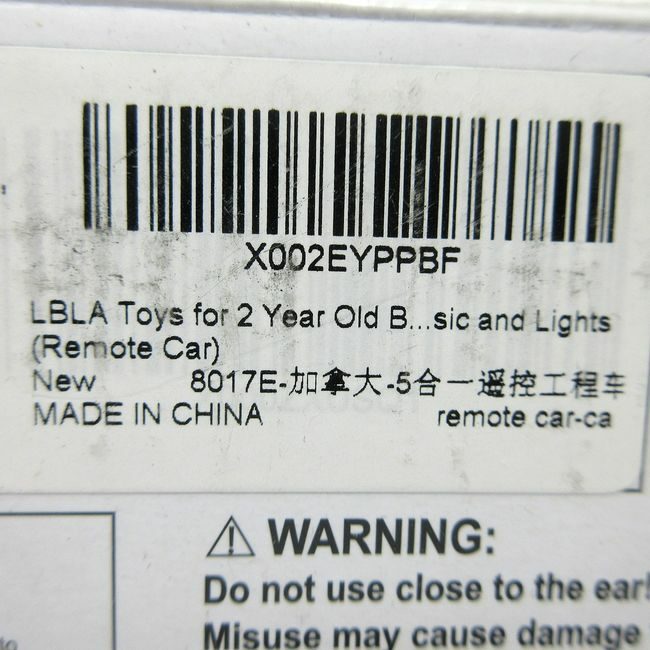 X002EYPPBF
LBLA Toys for 2 Year Old B...sic and Lights
(Remote Car)
New 8017E-加拿大-5合一遥控工程车
MADE IN CHINA remote car-ca
⚠ WARNING:
Do not use close to the ear!
Misuse may cause damage